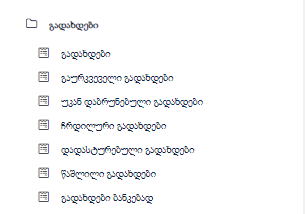 გადახდები
გადახდები
გაურკვეველი გადახდები
უკან დაბრუნებული გადახდები
ჩრდილური გადახდები
დადასტურებული გადახდები
წაშლილი გადახდები
გადახდები ბანკებად